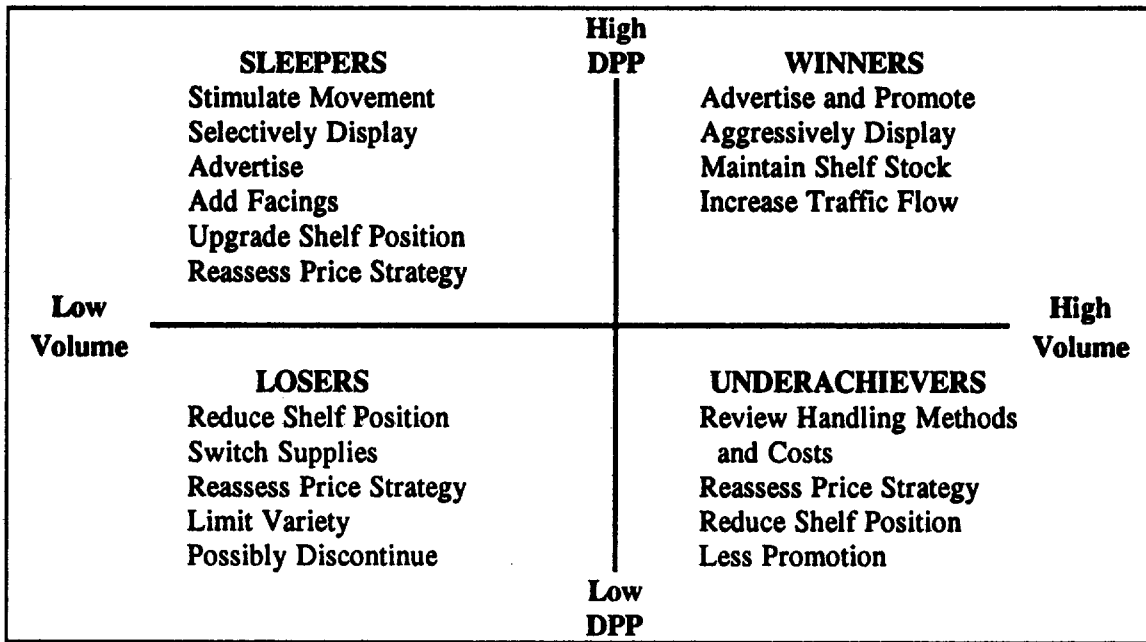 High
DPP
SLEEPERS
Stimulate Movement
Selectively Display
Advertise
Add Facings
Upgrade Shelf Position
Reassess Price Strategy
WINNERS
Advertise and Promote
Aggressively Display
Maintain Shelf Stock
Increase Traffic Flow
Low
Volume
High
Volume
LOSERS
Reduce Shelf Position
Switch Supplies
Reassess Price Strategy
Limit Variety
Possibly Discontinue
UNDERACHIEVERS
Review Handling Methods
and Costs
Reassess Price Strategy
Reduce Shelf Position
Less Promotion
Low
DPP